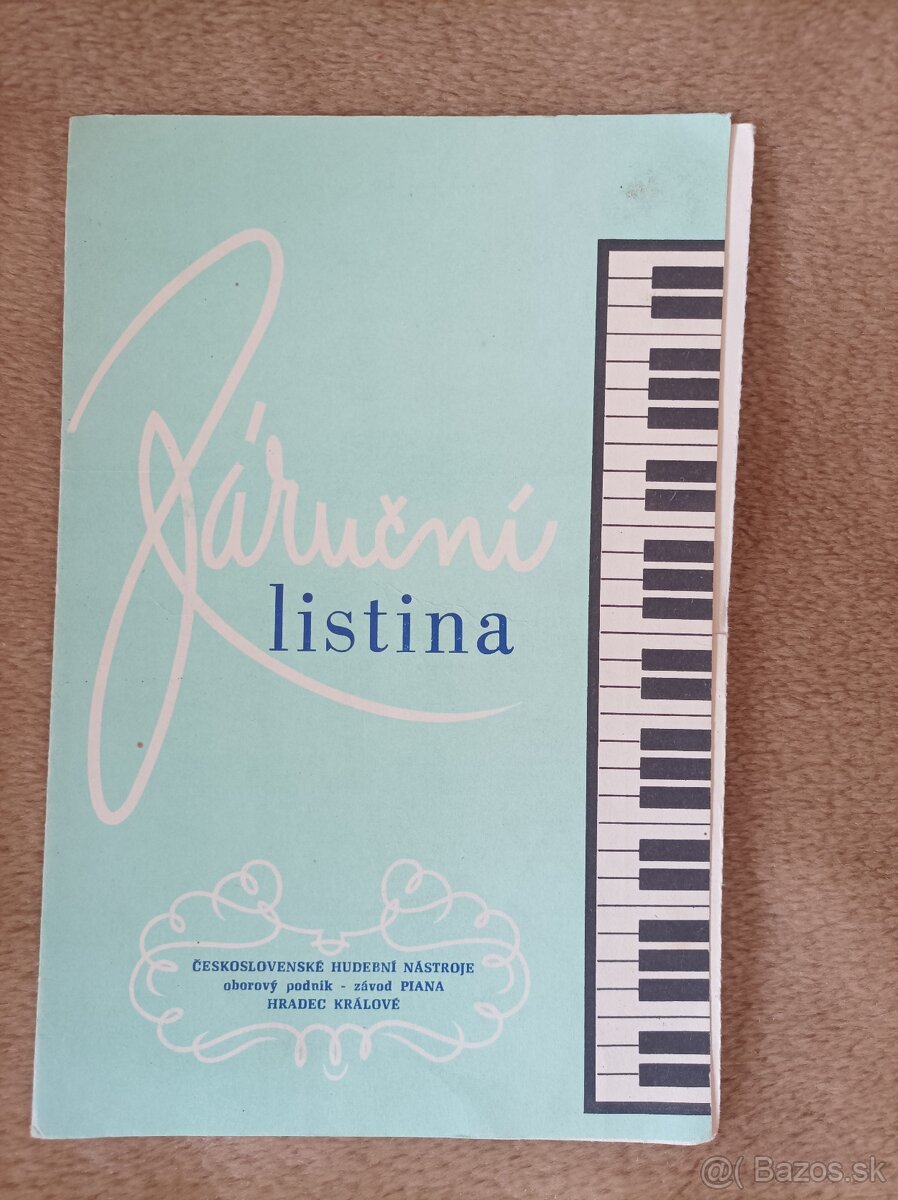 Záruční
listina
ČESKOSLOVENSKÉ HUDEBNÍ NÁSTROJE
oborový podnik - závod PIANA
HRADEC KRÁLOVÉ
@( Bazos.sk